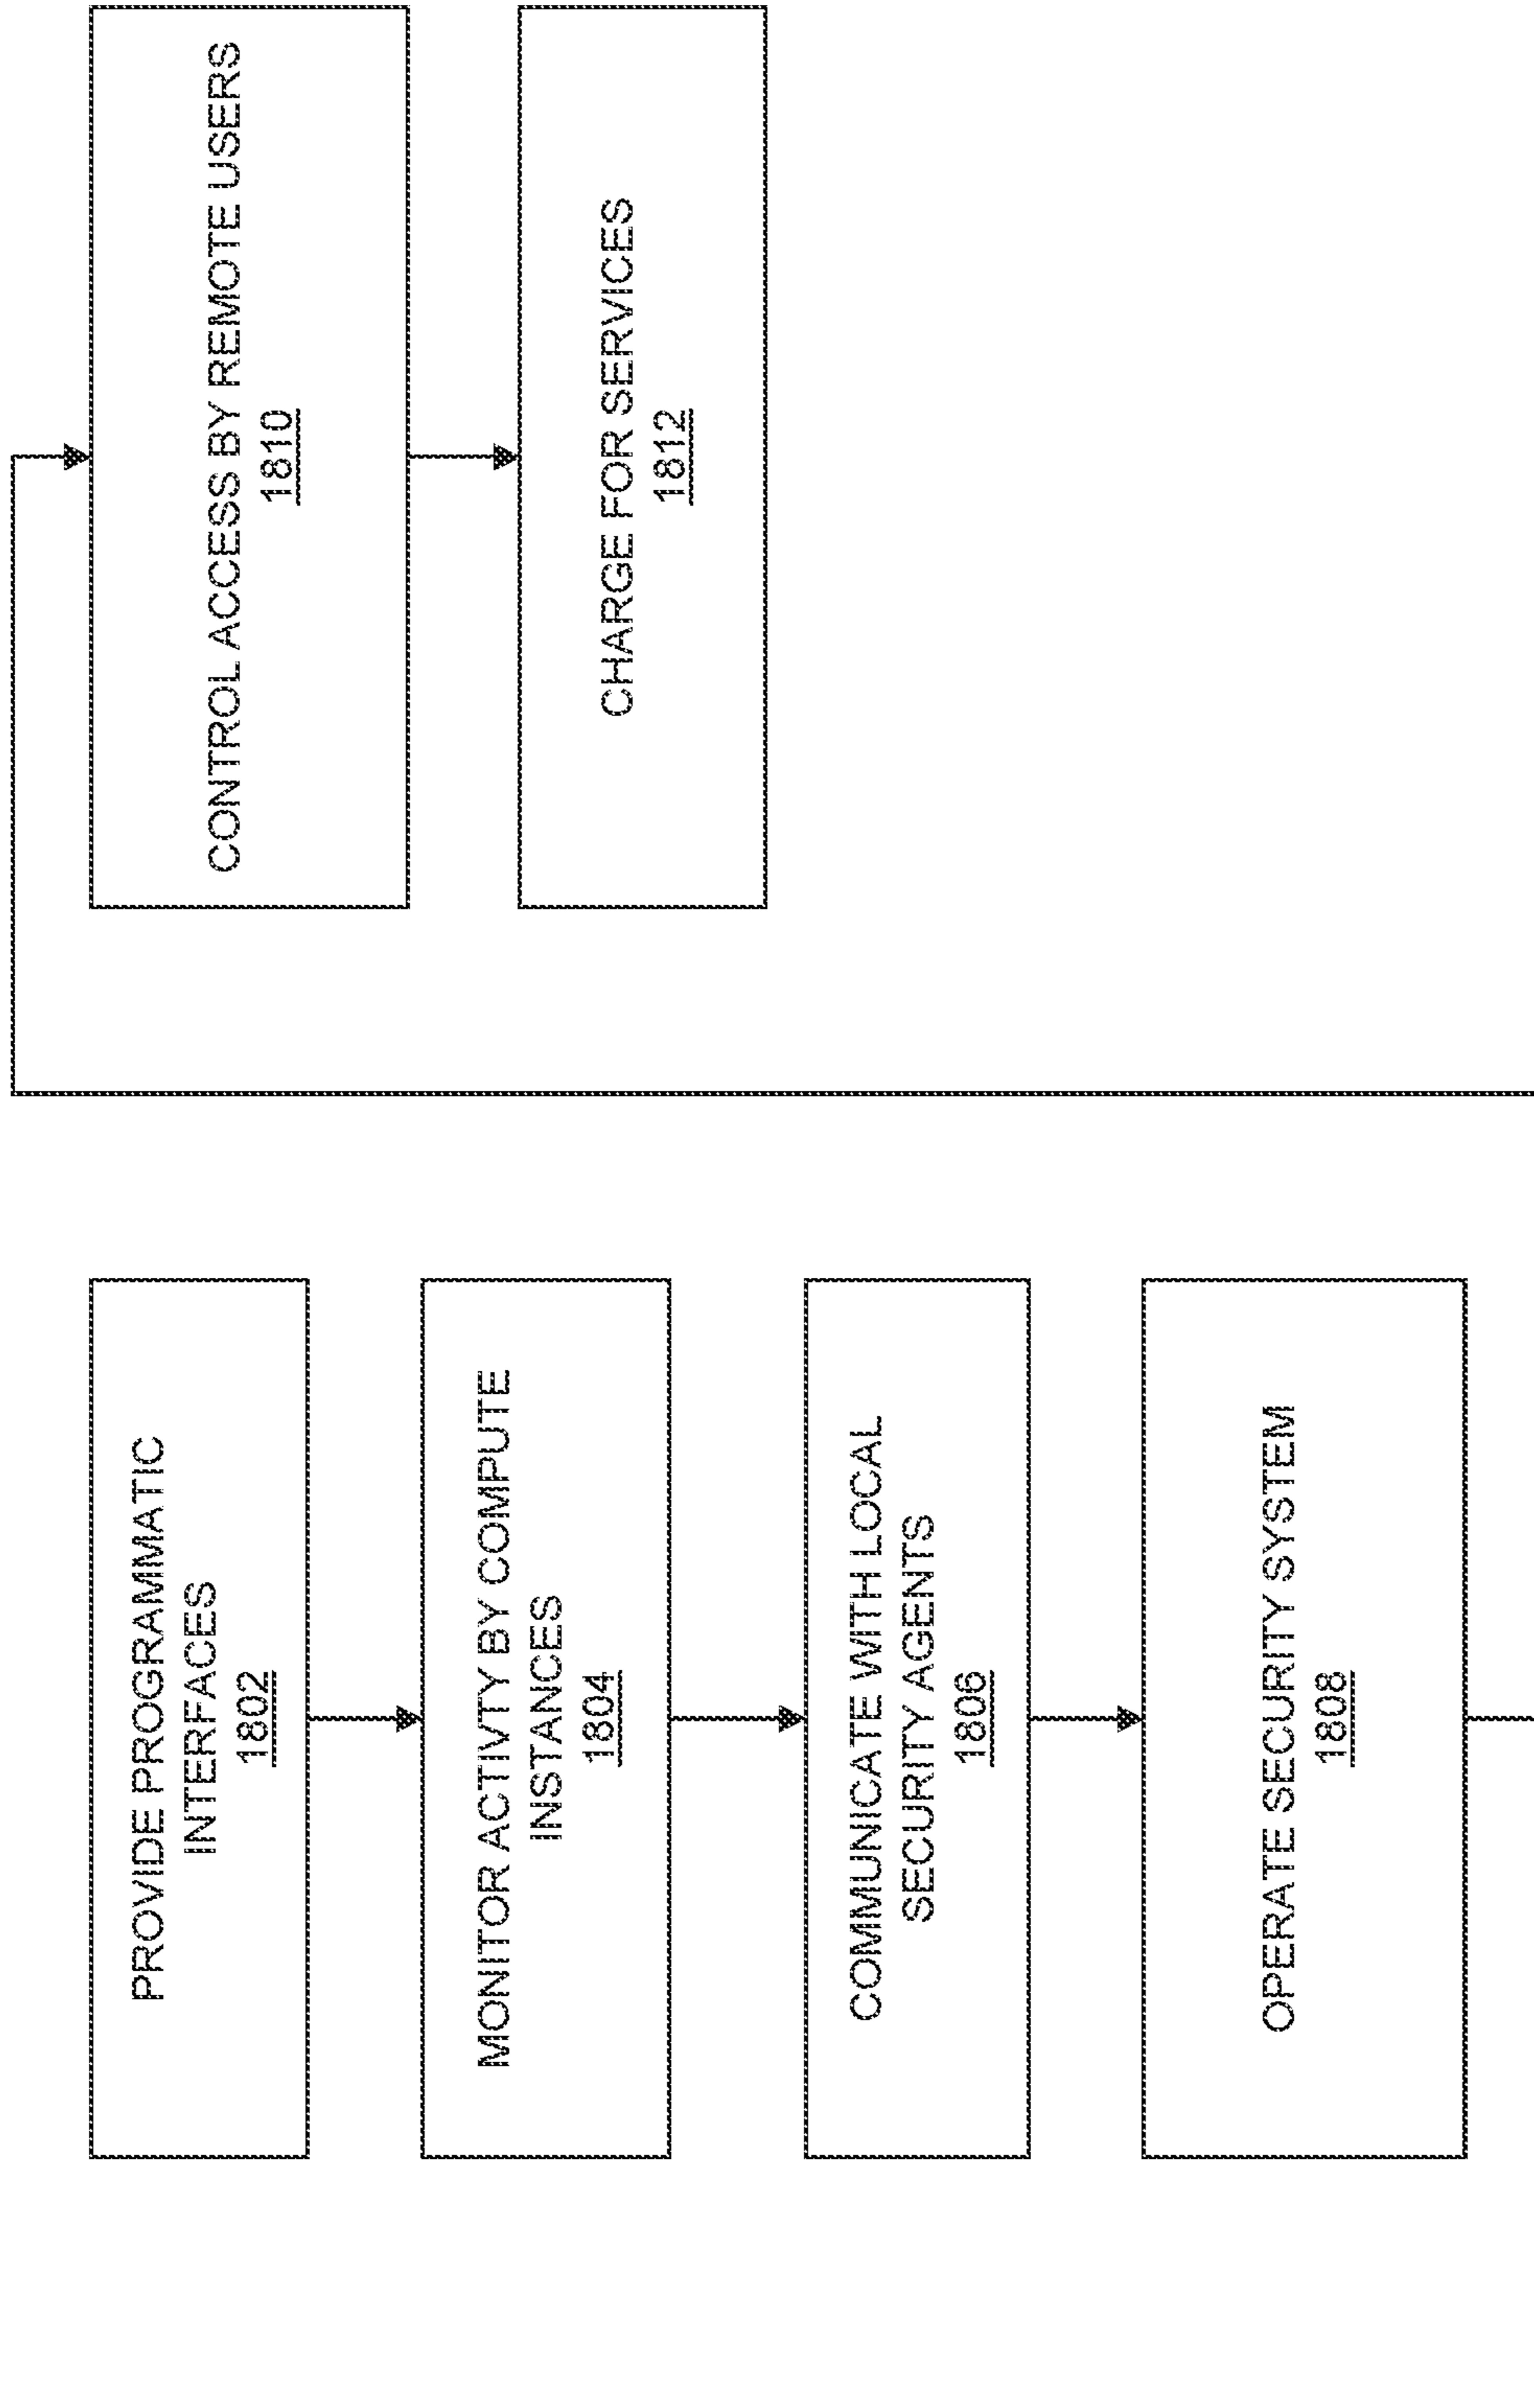 PROVIDE PROGRAMMATIC
INTERFACES
1802
MONITOR ACTIVTY BY COMPUTE
INSTANCES
1804
COMMUNICATE WITH LOCAL
SECURITY AGENTS
1806
OPERATE SECURITY SYSTEM
1808
CONTROL ACCESS BY REMOTE USERS
1810
CHARGE FOR SERVICES
1812